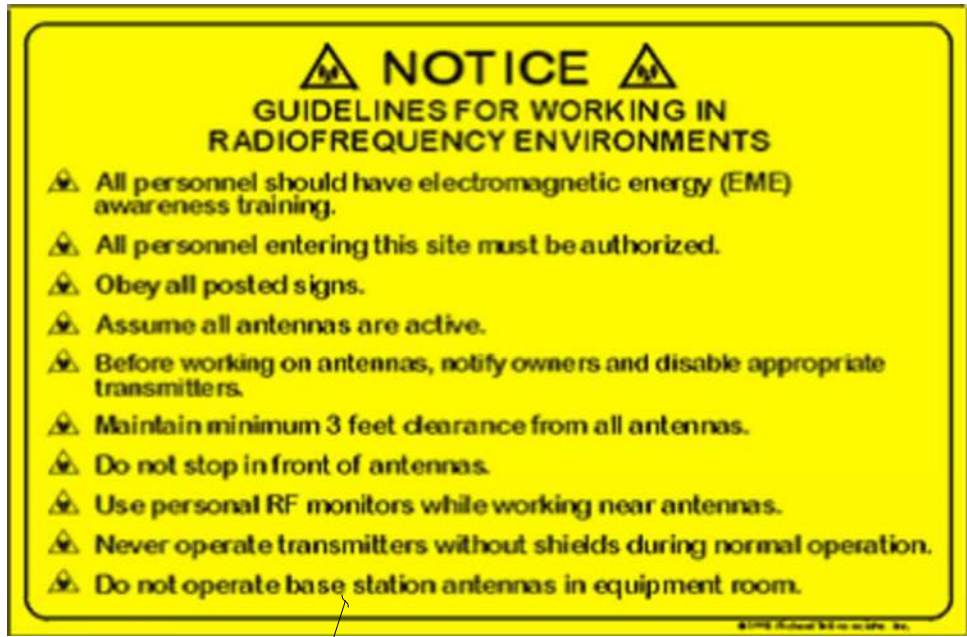 NOTICE
GUIDELINES FOR WORKING IN
RADIOFREQUENCY ENVIRONMENTS
All personnel should have electromagnetic energy (EME)
awareness training.
All personnel entering this site must be authorized.
Obey all posted signs.
Assume all antennas are active.
Before working on antennas, notify owners and disable appropriate
transmitters.
Maintain minimum 3 feet clearance from all antennas.
Do not stop in front of antennas.
Use personal RF monitors while working near antennas.
Never operate transmitters without shields during normal operation.
Do not operate base station antennas in equipment room.